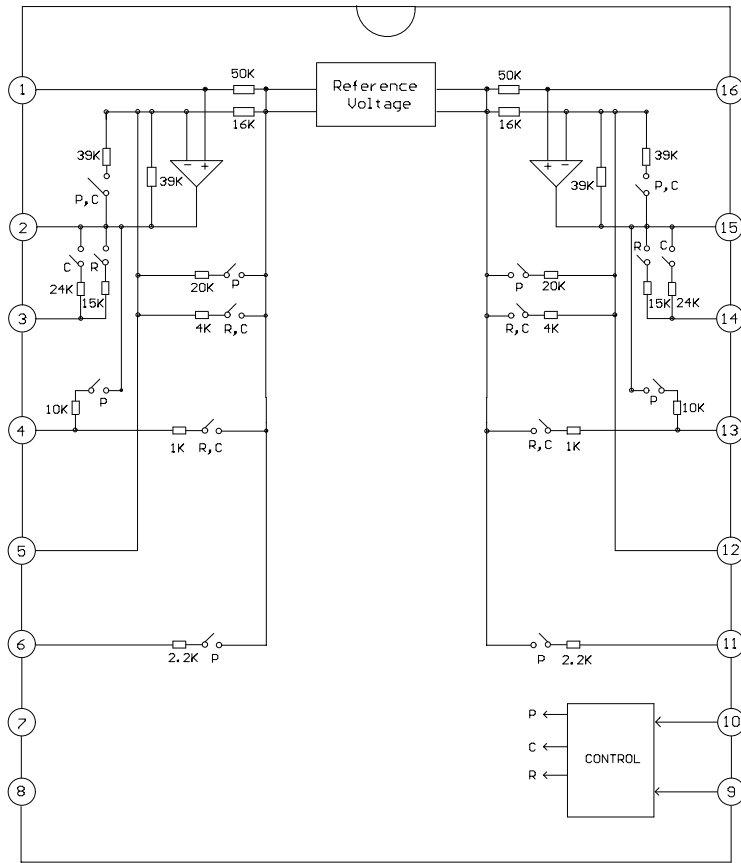 50K
50K
1
Reference
Voltage
16
16K
16K
39K
39K
- +
+ -
39K
39K
P,C
P,C
2
15
C
R
R
C
24K
15K
20K
P
P
20K
15K
24K
3
4K
R,C
R,C
4K
14
P
P
10K
10K
4
1K
R,C
R,C
1K
13
5
12
6
2.2K
P
P
2.2K
11
7
P
10
C
CONTROL
R
8
9